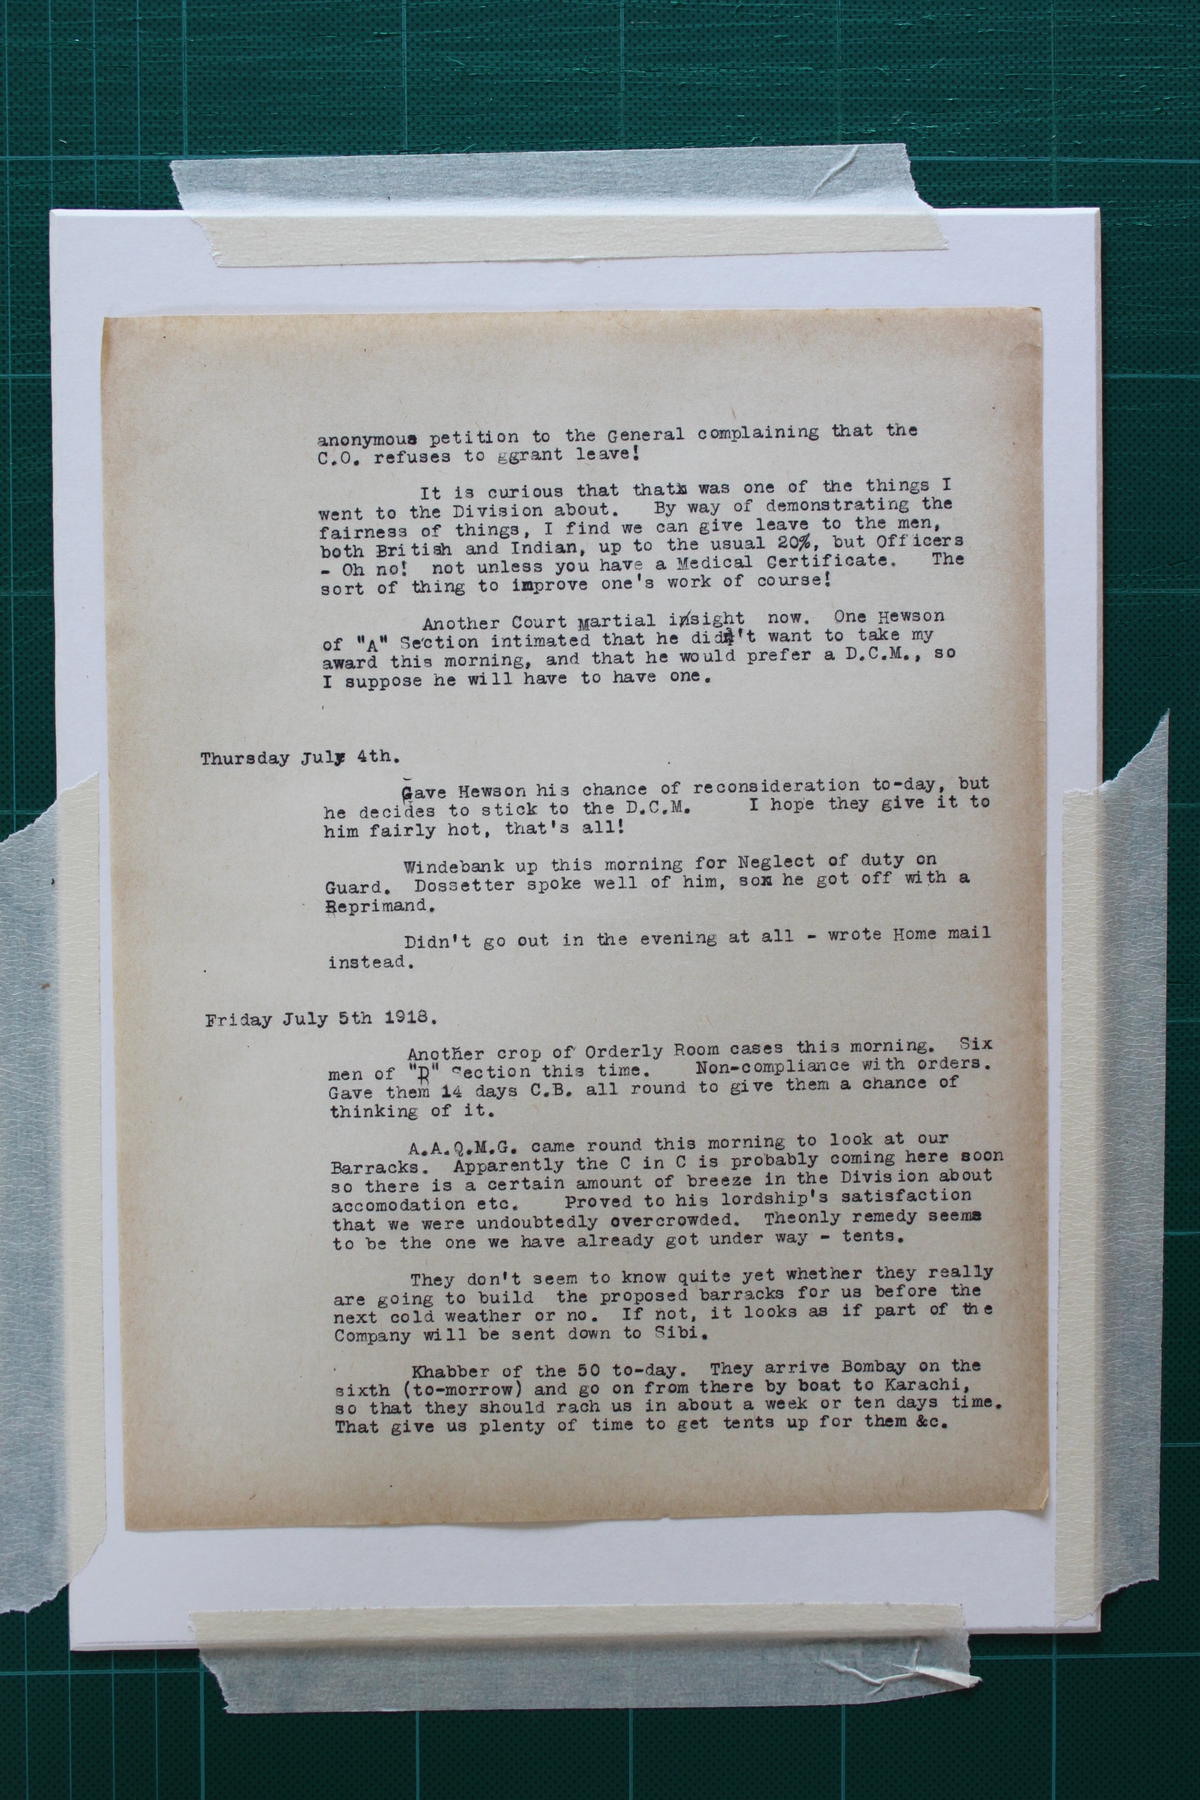 anonymous petition to the General complaining that the
C.O. refuses to ggrant leave!
It is curious that that was one of the things I
went to the Division about. By way of demonstrating the
fairness of things, I find we can give leave to the men,
both British and Indian, up to the usual 20%, but Officers
- Oh no! not unless you have a Medical Certificate. The
sort of thing to improve one's work of course!
Another Court Martial in/sight now. One Hewson
of "A" Section intimated that he didn't want to take my
award this morning, and that he would prefer a D.C.M., so
I suppose he will have to have one.
Thursday July 4th.
Gave Hewson his chance of reconsideration to-day, but
he decides to stick to the D.C.M. I hope they give it to
him fairly hot, that's all!
Windebank up this morning for Neglect of duty on
Guard. Dossetter spoke well of him, so he got off with a
Reprimand.
Didn't go out in the evening at all - wrote Home mail
instead.
Friday July 5th 1918.
Another crop of Orderly Room cases this morning. Six
men of "B" Section this time. Non-compliance with orders.
Gave them 14 days C.B. all round to give them a chance of
thinking of it.
A.A.Q.M.G. came round this morning to look at our
Barracks. Apparently the C in C is probably coming here soon
so there is a certain amount of breeze in the Division about
accomodation etc. Proved to his lordship's satisfaction
that we were undoubtedly overcrowded. Theonly remedy seems
to be the one we have already got under way - tents.
They don't seem to know quite yet whether they really
are going to build the proposed barracks for us before the
next cold weather or no. If not, it looks as if part of the
Company will be sent down to Sibi.
Khabber of the 50 to-day. They arrive Bombay on the
sixth (to-morrow) and go on from there by boat to Karachi,
so that they should rach us in about a week or ten days time.
That give us plenty of time to get tents up for them &c.